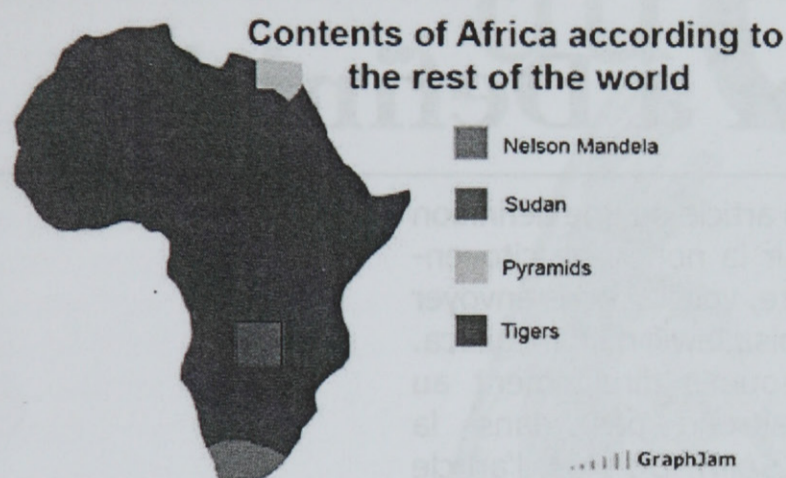 Contents of Africa according to
the rest of the world
Nelson Mandela
Sudan
Pyramids
Tigers
GraphJam